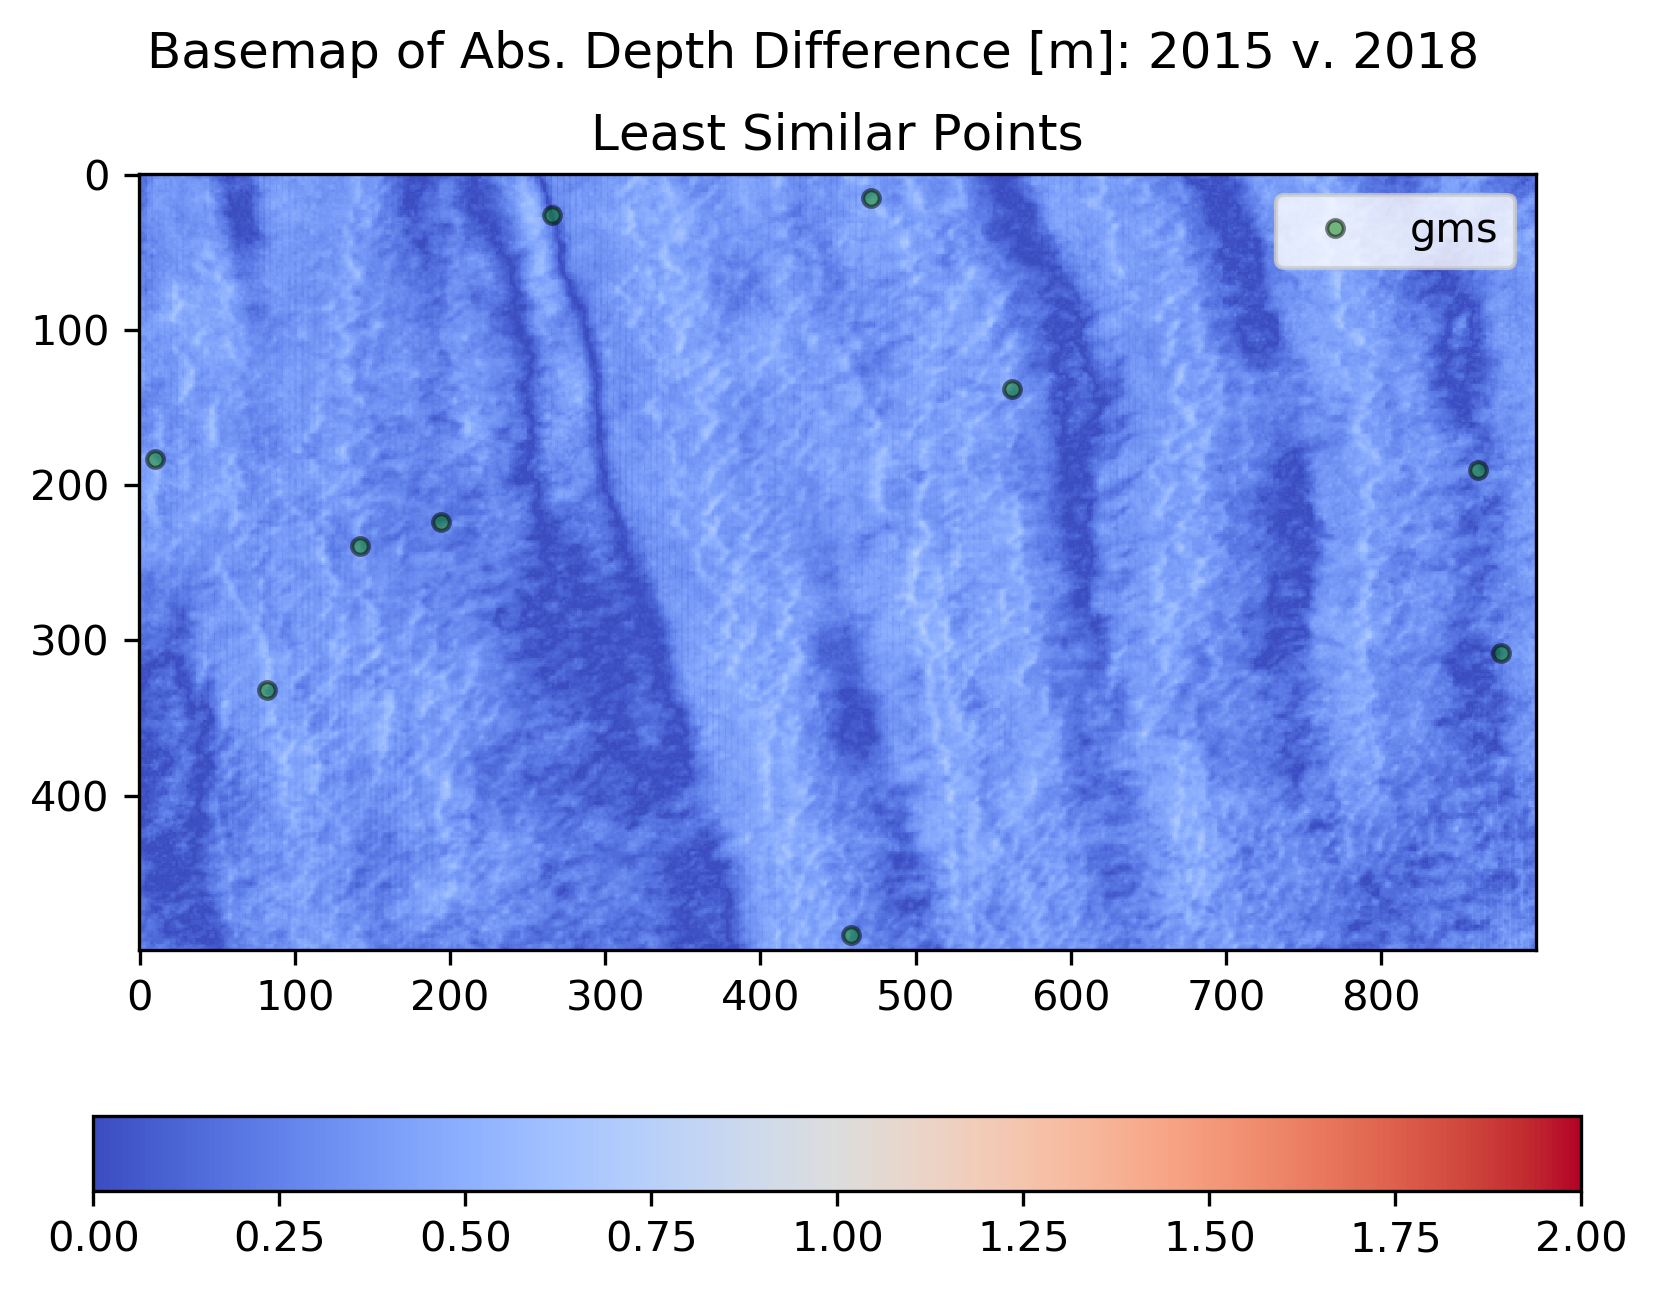 Basemap of Abs. Depth Difference [m]: 2015 v. 2018
Least Similar Points
gms
0
100
200
300
400
0 100 200 300 400 500 600 700 800
0.00 0.25 0.50 0.75 1.00 1.25 1.50 1.75 2.00